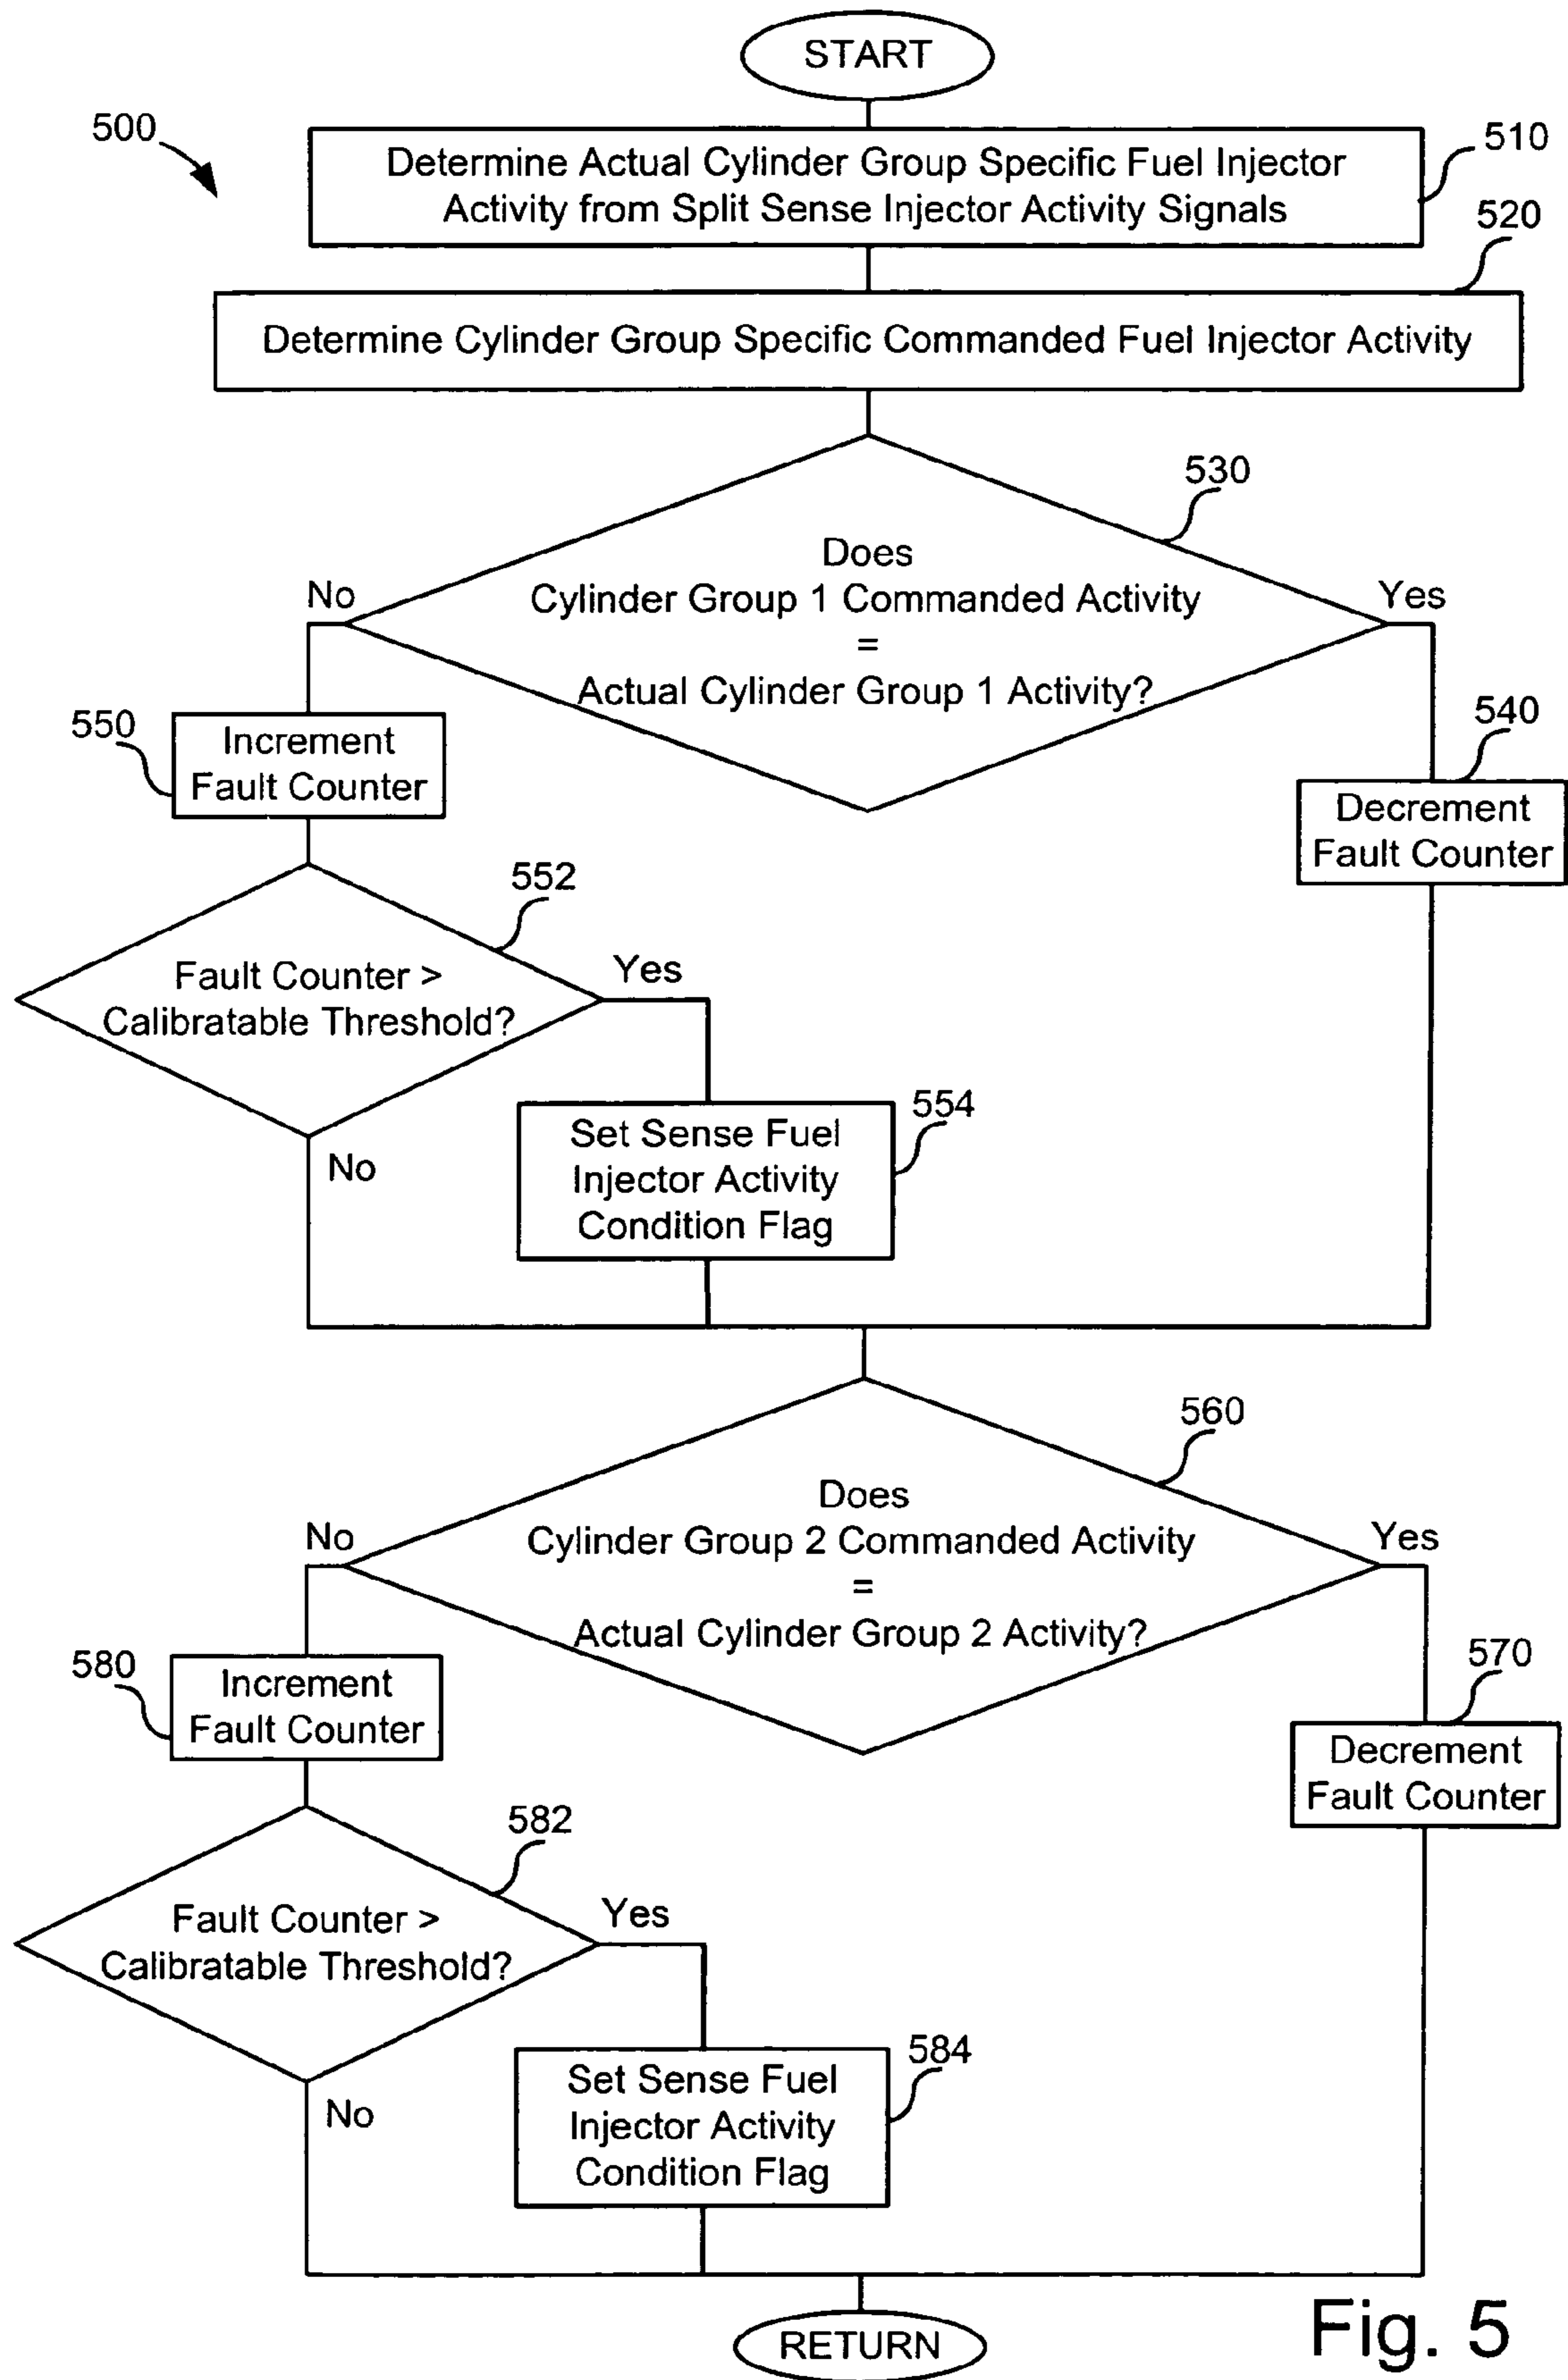 START
500
Determine Actual Cylinder Group Specific Fuel Injector
Activity from Split Sense Injector Activity Signals
510
520
Determine Cylinder Group Specific Commanded Fuel Injector Activity
530
Does
Cylinder Group 1 Commanded Activity
=
Actual Cylinder Group 1 Activity?
No
Yes
550
Increment
Fault Counter
540
Decrement
Fault Counter
552
Fault Counter >
Calibratable Threshold?
Yes
No
554
Set Sense Fuel
Injector Activity
Condition Flag
560
Does
Cylinder Group 2 Commanded Activity
=
Actual Cylinder Group 2 Activity?
No
Yes
580
Increment
Fault Counter
570
Decrement
Fault Counter
582
Fault Counter >
Calibratable Threshold?
Yes
No
584
Set Sense Fuel
Injector Activity
Condition Flag
RETURN
Fig. 5